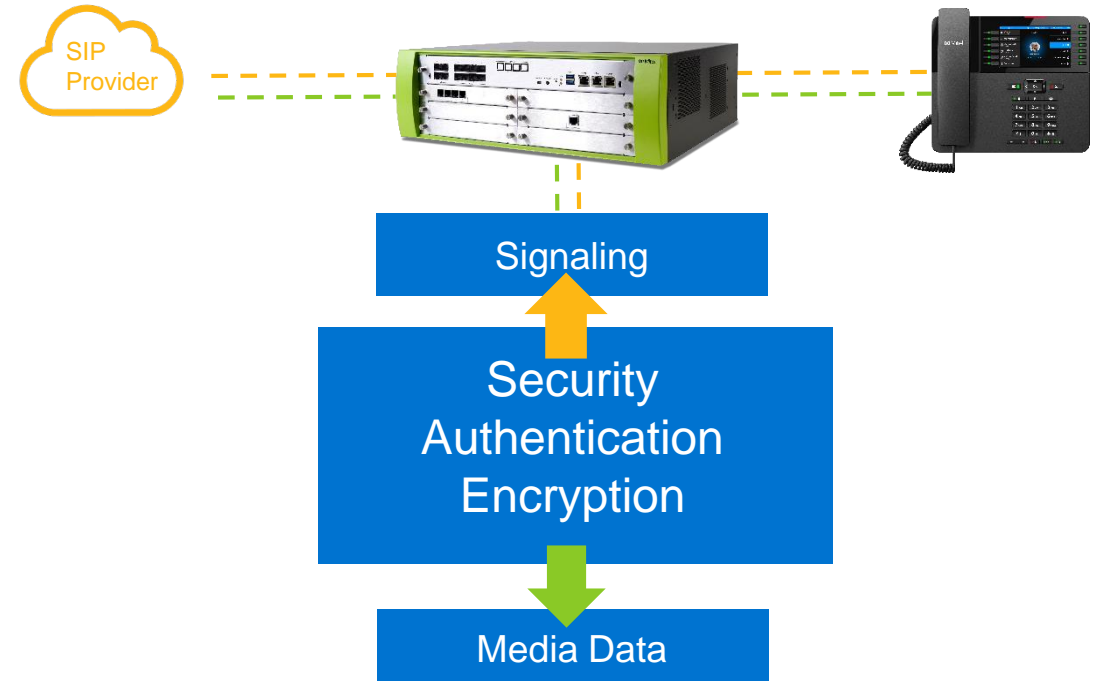 SIP
Provider
Signaling
Security
Authentication
Encryption
Media Data